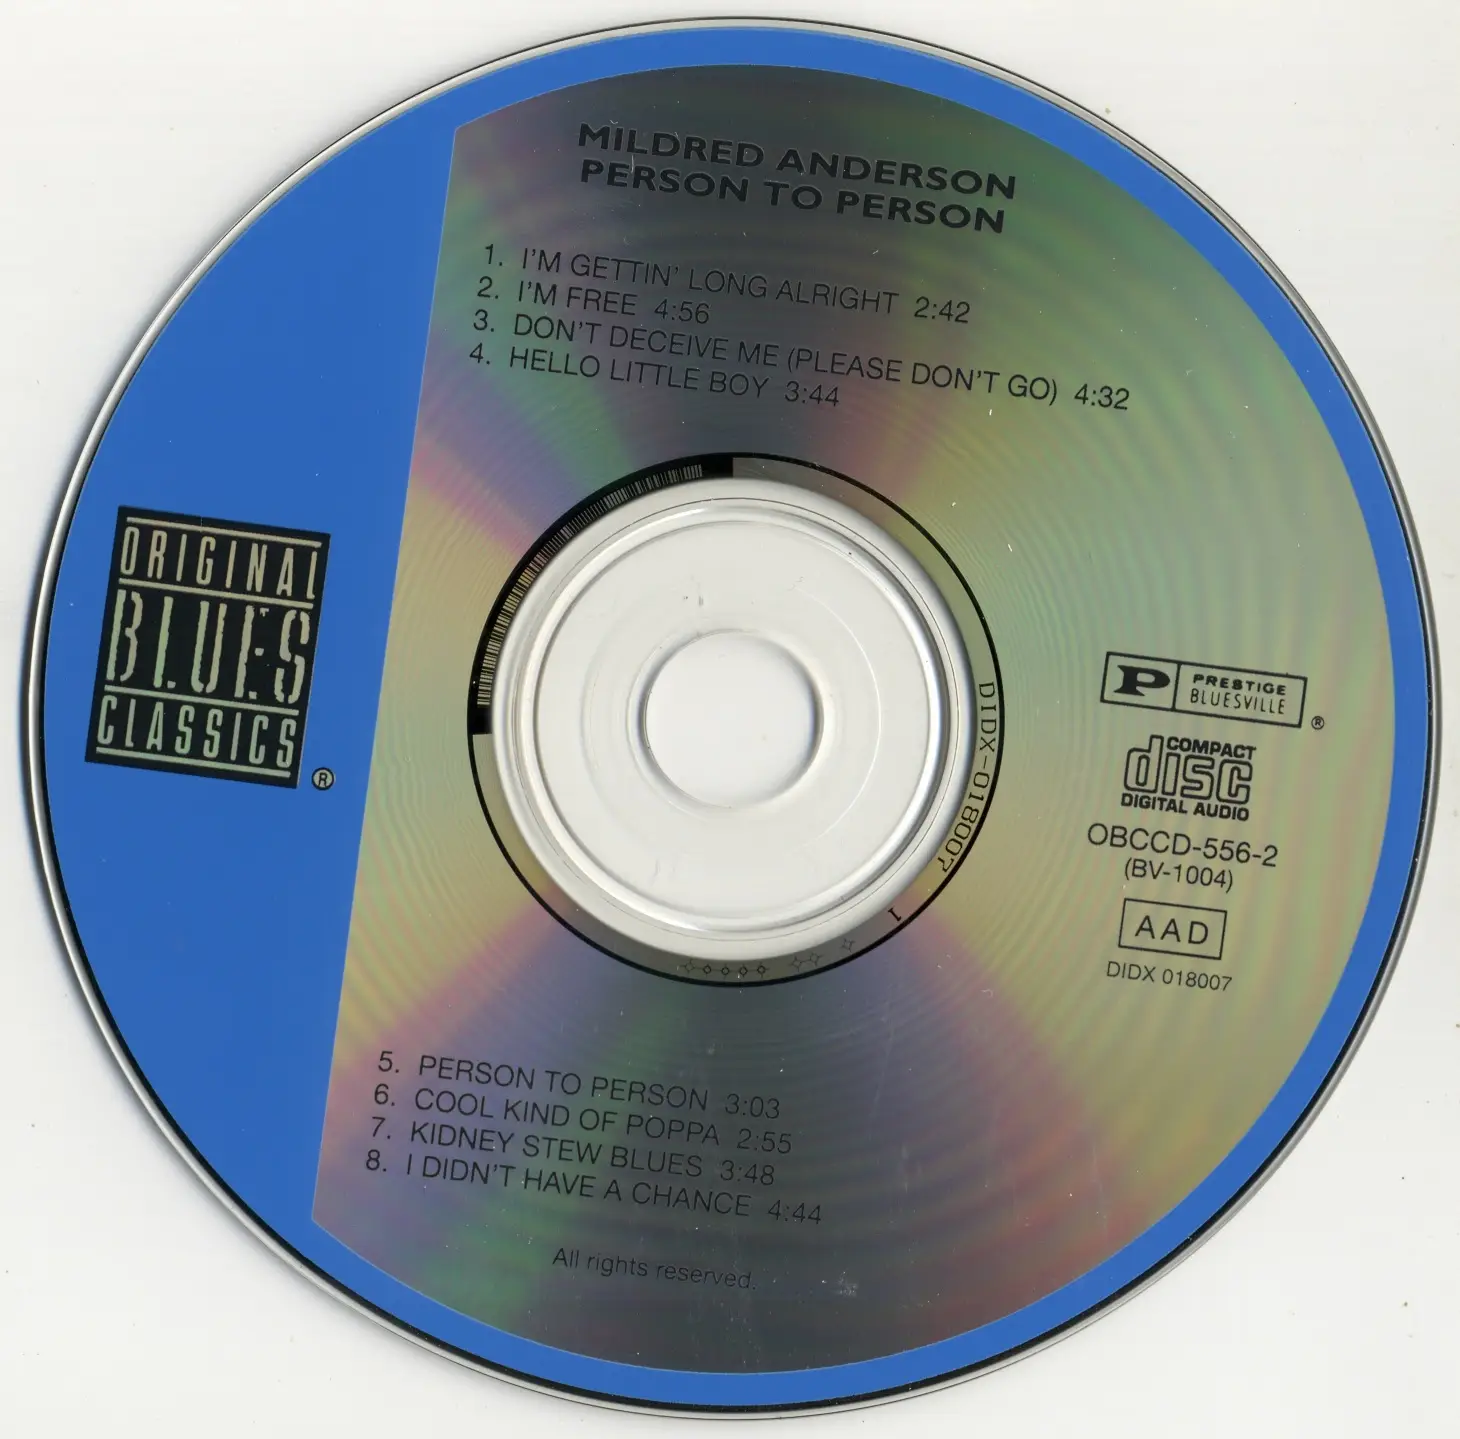 MILDRED ANDERSON
PERSON TO PERSON
1. I'M GETTIN' LONG ALRIGHT 2:42
2. I'M FREE 4:56
3. DON'T DECEIVE ME (PLEASE DON'T GO) 4:32
4. HELLO LITTLE BOY 3:44
ORIGINAL
BLUES
CLASSICS
®
DIDX-018007
1
P PRESTIGE
BLUESVILLE
®
COMPACT
disc
DIGITAL AUDIO
OBCCD-556-2
(BV-1004)
AAD
DIDX 018007
5. PERSON TO PERSON 3:03
6. COOL KIND OF POPPA 2:55
7. KIDNEY STEW BLUES 3:48
8. I DIDN'T HAVE A CHANCE 4:44
All rights reserved.